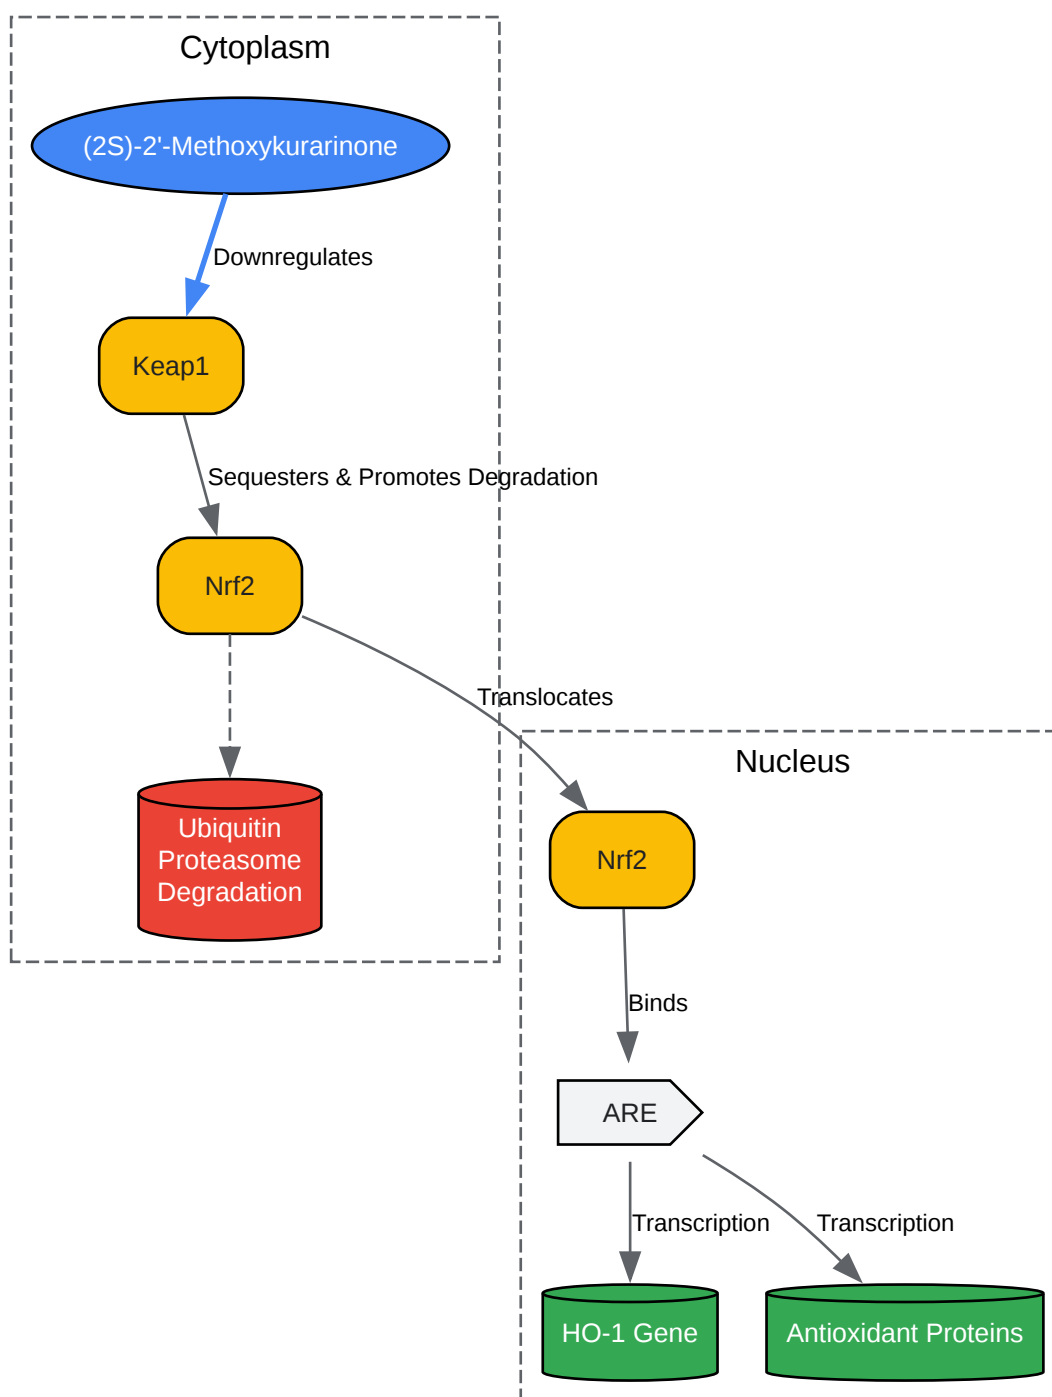 Cytoplasm
(2S)-2'-Methoxykurarinone
Downregulates
Keap1
Sequesters & Promotes Degradation
Nrf2
Translocates
Ubiquitin
Proteasome
Degradation
Nucleus
Nrf2
Binds
ARE
Transcription
Transcription
HO-1 Gene
Antioxidant Proteins